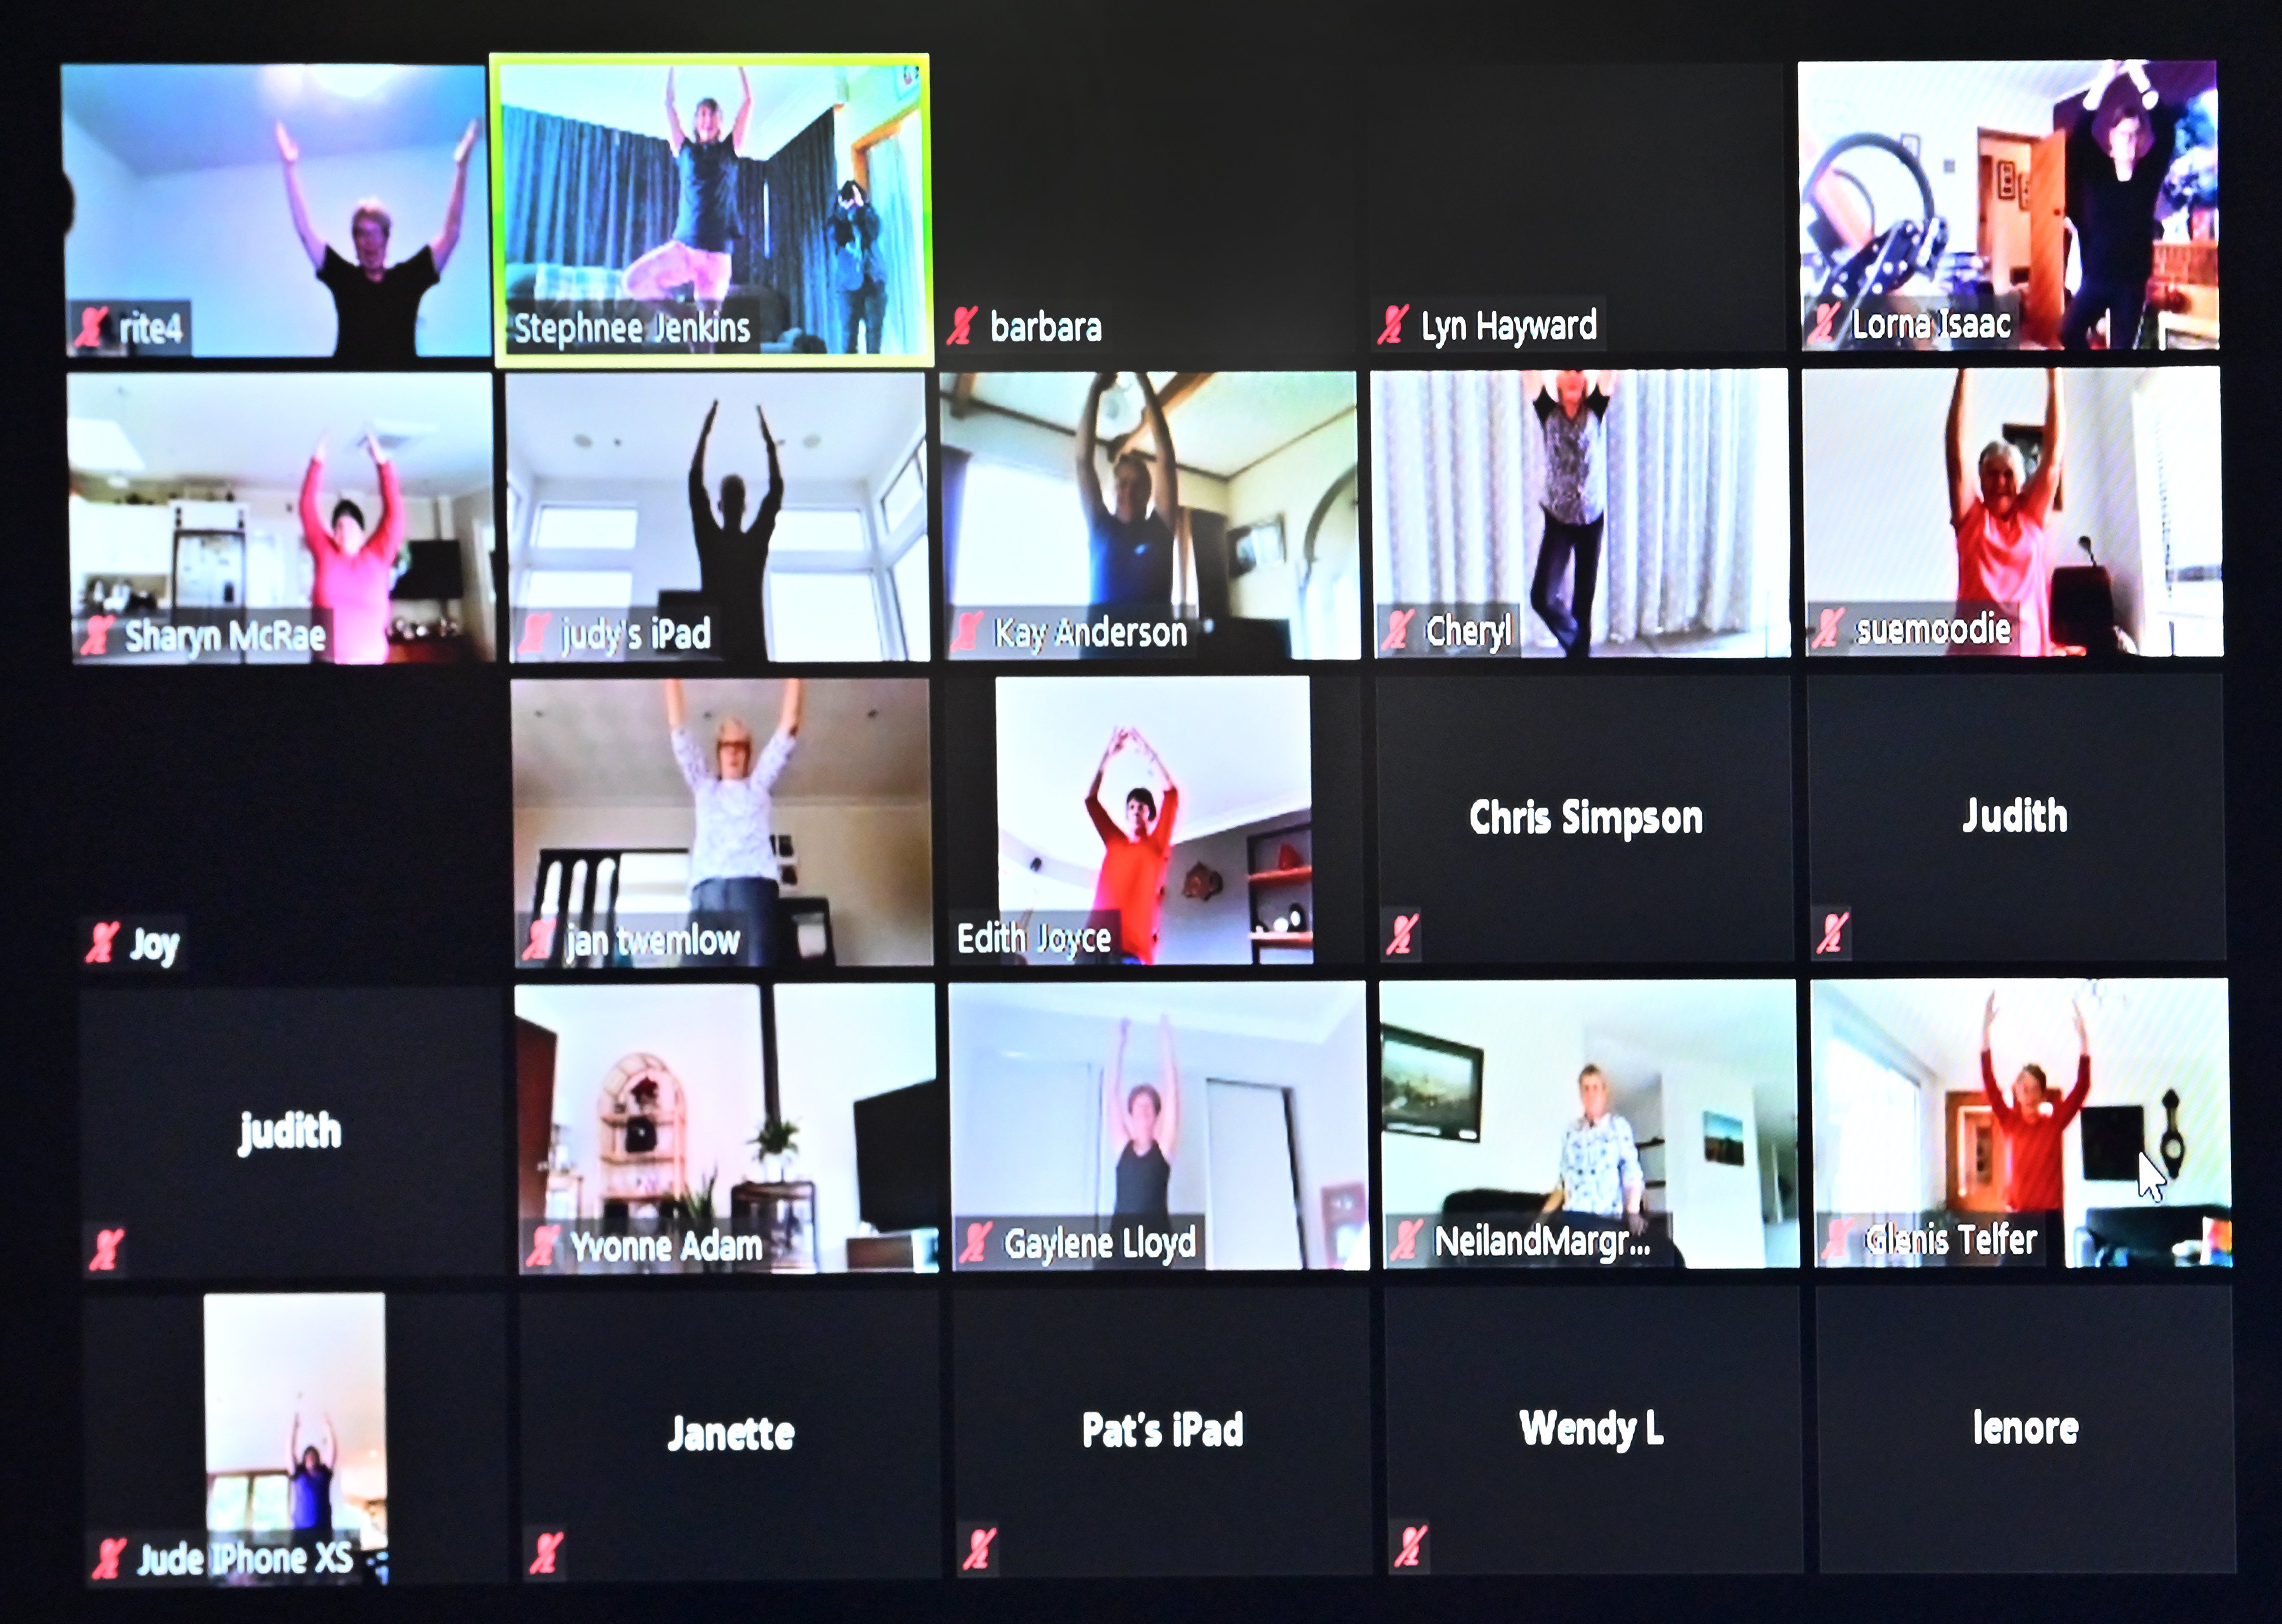 rite4
Stephnee Jenkins
barbara
Lyn Hayward
Lorna Isaac
Sharyn McRae
judy's iPad
Kay Anderson
Cheryl
suemoodie
Joy
jan twemlow
Edith Joyce
Chris Simpson
Judith
judith
Yvonne Adam
Gaylene Lloyd
NeilandMargr...
Glenis Telfer
Jude IPhone XS
Janette
Pat's iPad
Wendy L
lenore